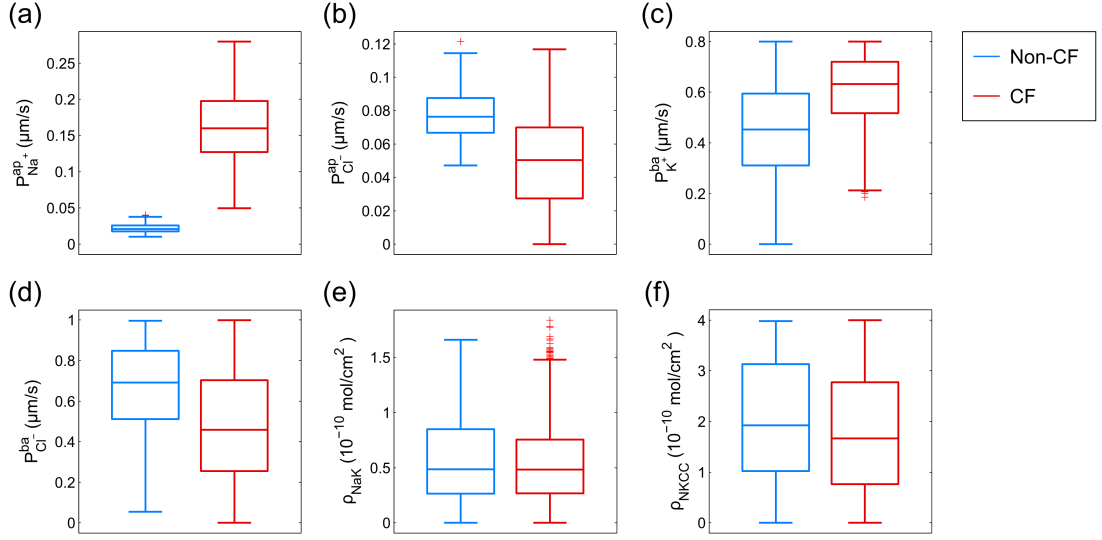 (a)
(b)
(c)
Non-CF
CF
P^ap_Na+ (μm/s)
0.25
0.2
0.15
0.1
0.05
0
P^ap_Cl− (μm/s)
0.12
0.1
0.08
0.06
0.04
0.02
0
P^ba_K+ (μm/s)
0.8
0.6
0.4
0.2
0
(d)
(e)
(f)
P^ba_Cl− (μm/s)
1
0.8
0.6
0.4
0.2
0
ρ_NaK (10^−10 mol/cm^2)
1.5
1
0.5
0
ρ_NKCC (10^−10 mol/cm^2)
4
3
2
1
0